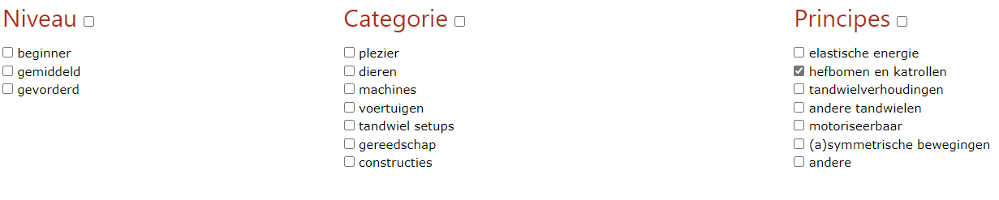 Niveau
beginner
gemiddeld
gevorderd
Categorie
plezier
dieren
machines
voertuigen
tandwiel setups
gereedschap
constructies
Principes
elastische energie
hefbomen en katrollen
tandwielverhoudingen
andere tandwielen
motoriseerbaar
(a)symmetrische bewegingen
andere